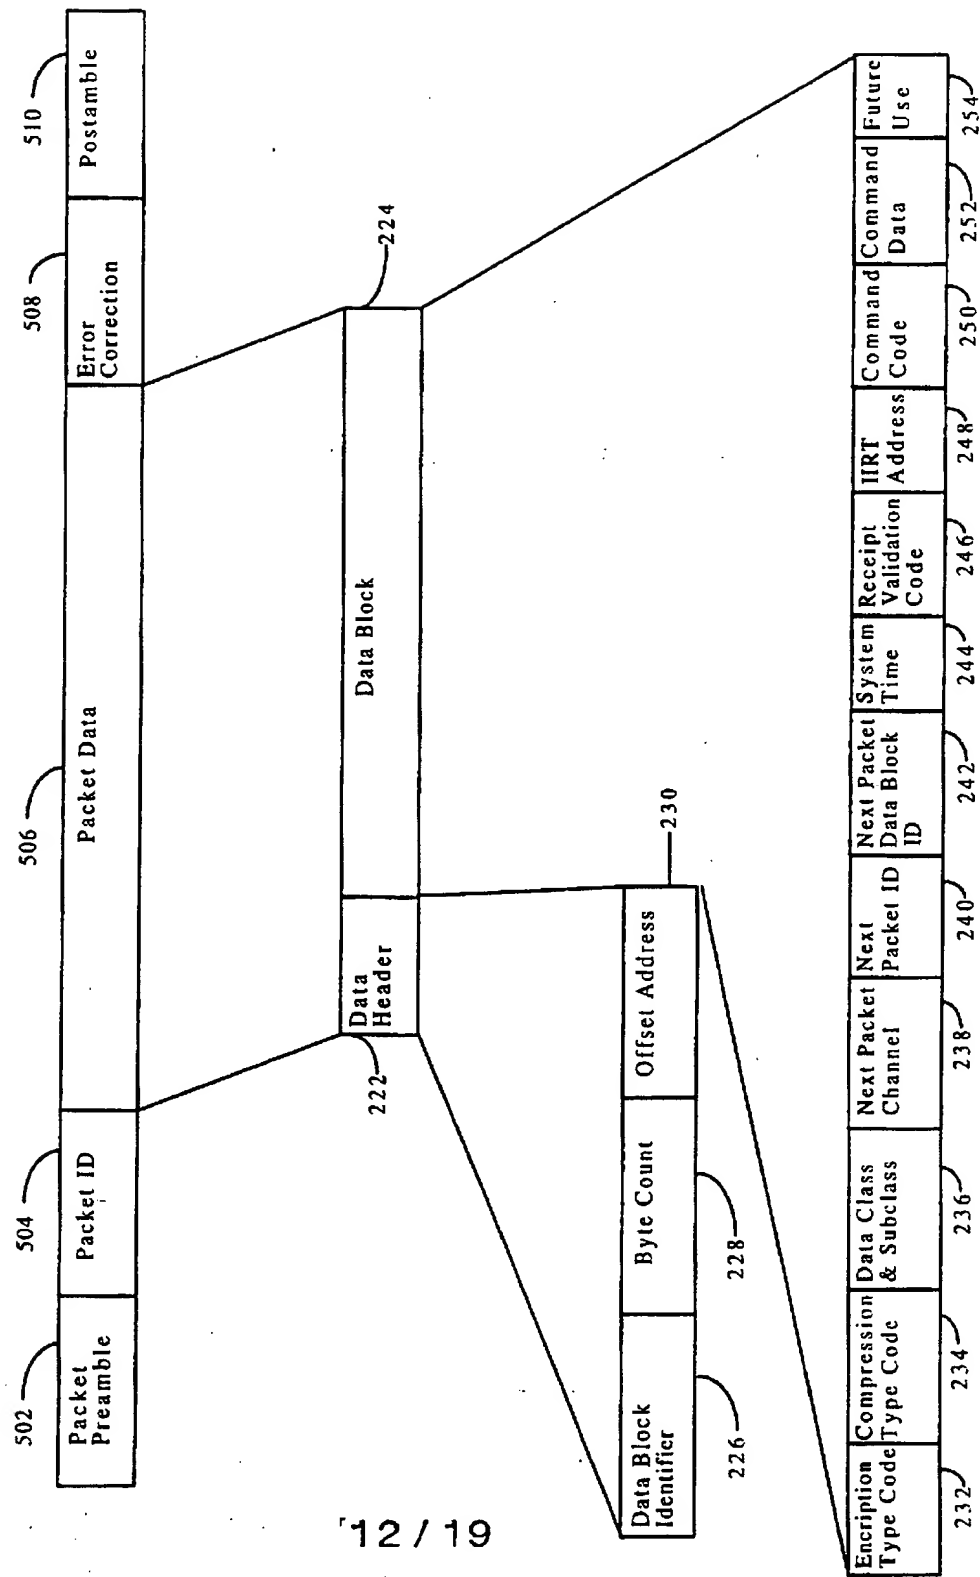 502
504
506
508
510
Packet
Preamble
Packet ID
Packet Data
Error
Correction
Postamble
222
224
Data
Header
Data Block
230
Data Block
Identifier
Byte Count
Offset Address
226
228
Encription
Type Code
Compression
Type Code
Data Class
& Subclass
Next Packet
Channel
Next
Packet ID
Next Packet
Data Block
ID
System
Time
Receipt
Validation
Code
IIRT
Address
Command
Code
Command
Data
Future
Use
232
234
236
238
240
242
244
246
248
250
252
254
12/19